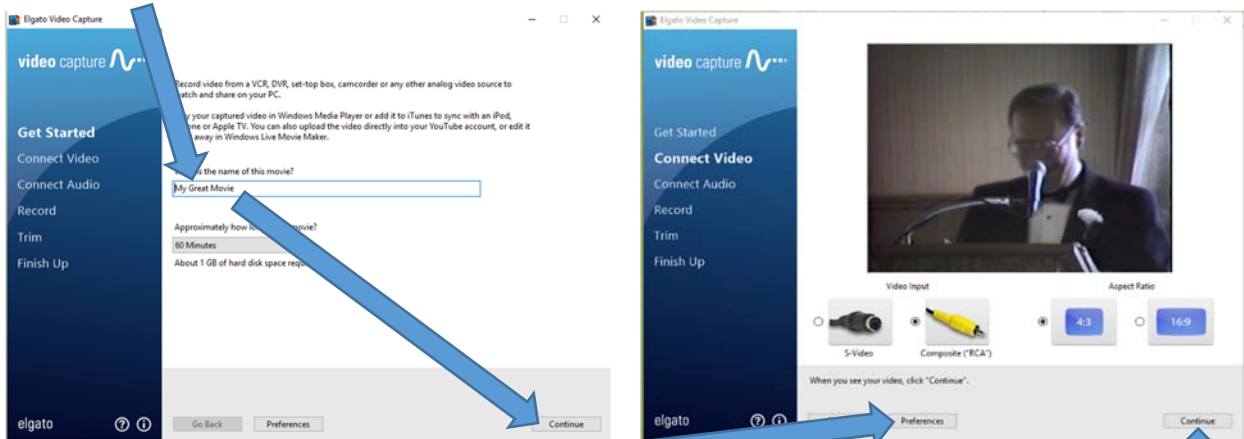 Elgato Video Capture
video capture
Record video from a VCR, DVR, set-top box, camcorder or any other analog video source to
and share on your PC.
your captured video in Windows Media Player or add it to iTunes to sync with an iPod,
or Apple TV. You can also upload the video directly into your YouTube account, or edit it
away in Windows Live Movie Maker.
Get Started
Connect Video
Connect Audio
Record
Trim
Finish Up
is the name of this movie?
My Great Movie
Approximately how movie?
60 Minutes
About 1 GB of hard disk space
elgato
Go Back
Preferences
Continue
Elgato Video Capture
video capture
Get Started
Connect Video
Connect Audio
Record
Trim
Finish Up
Video Input
Aspect Ratio
4:3
16:9
S-Video
Composite ("RCA")
When you see your video, click "Continue".
elgato
Preferences
Continue